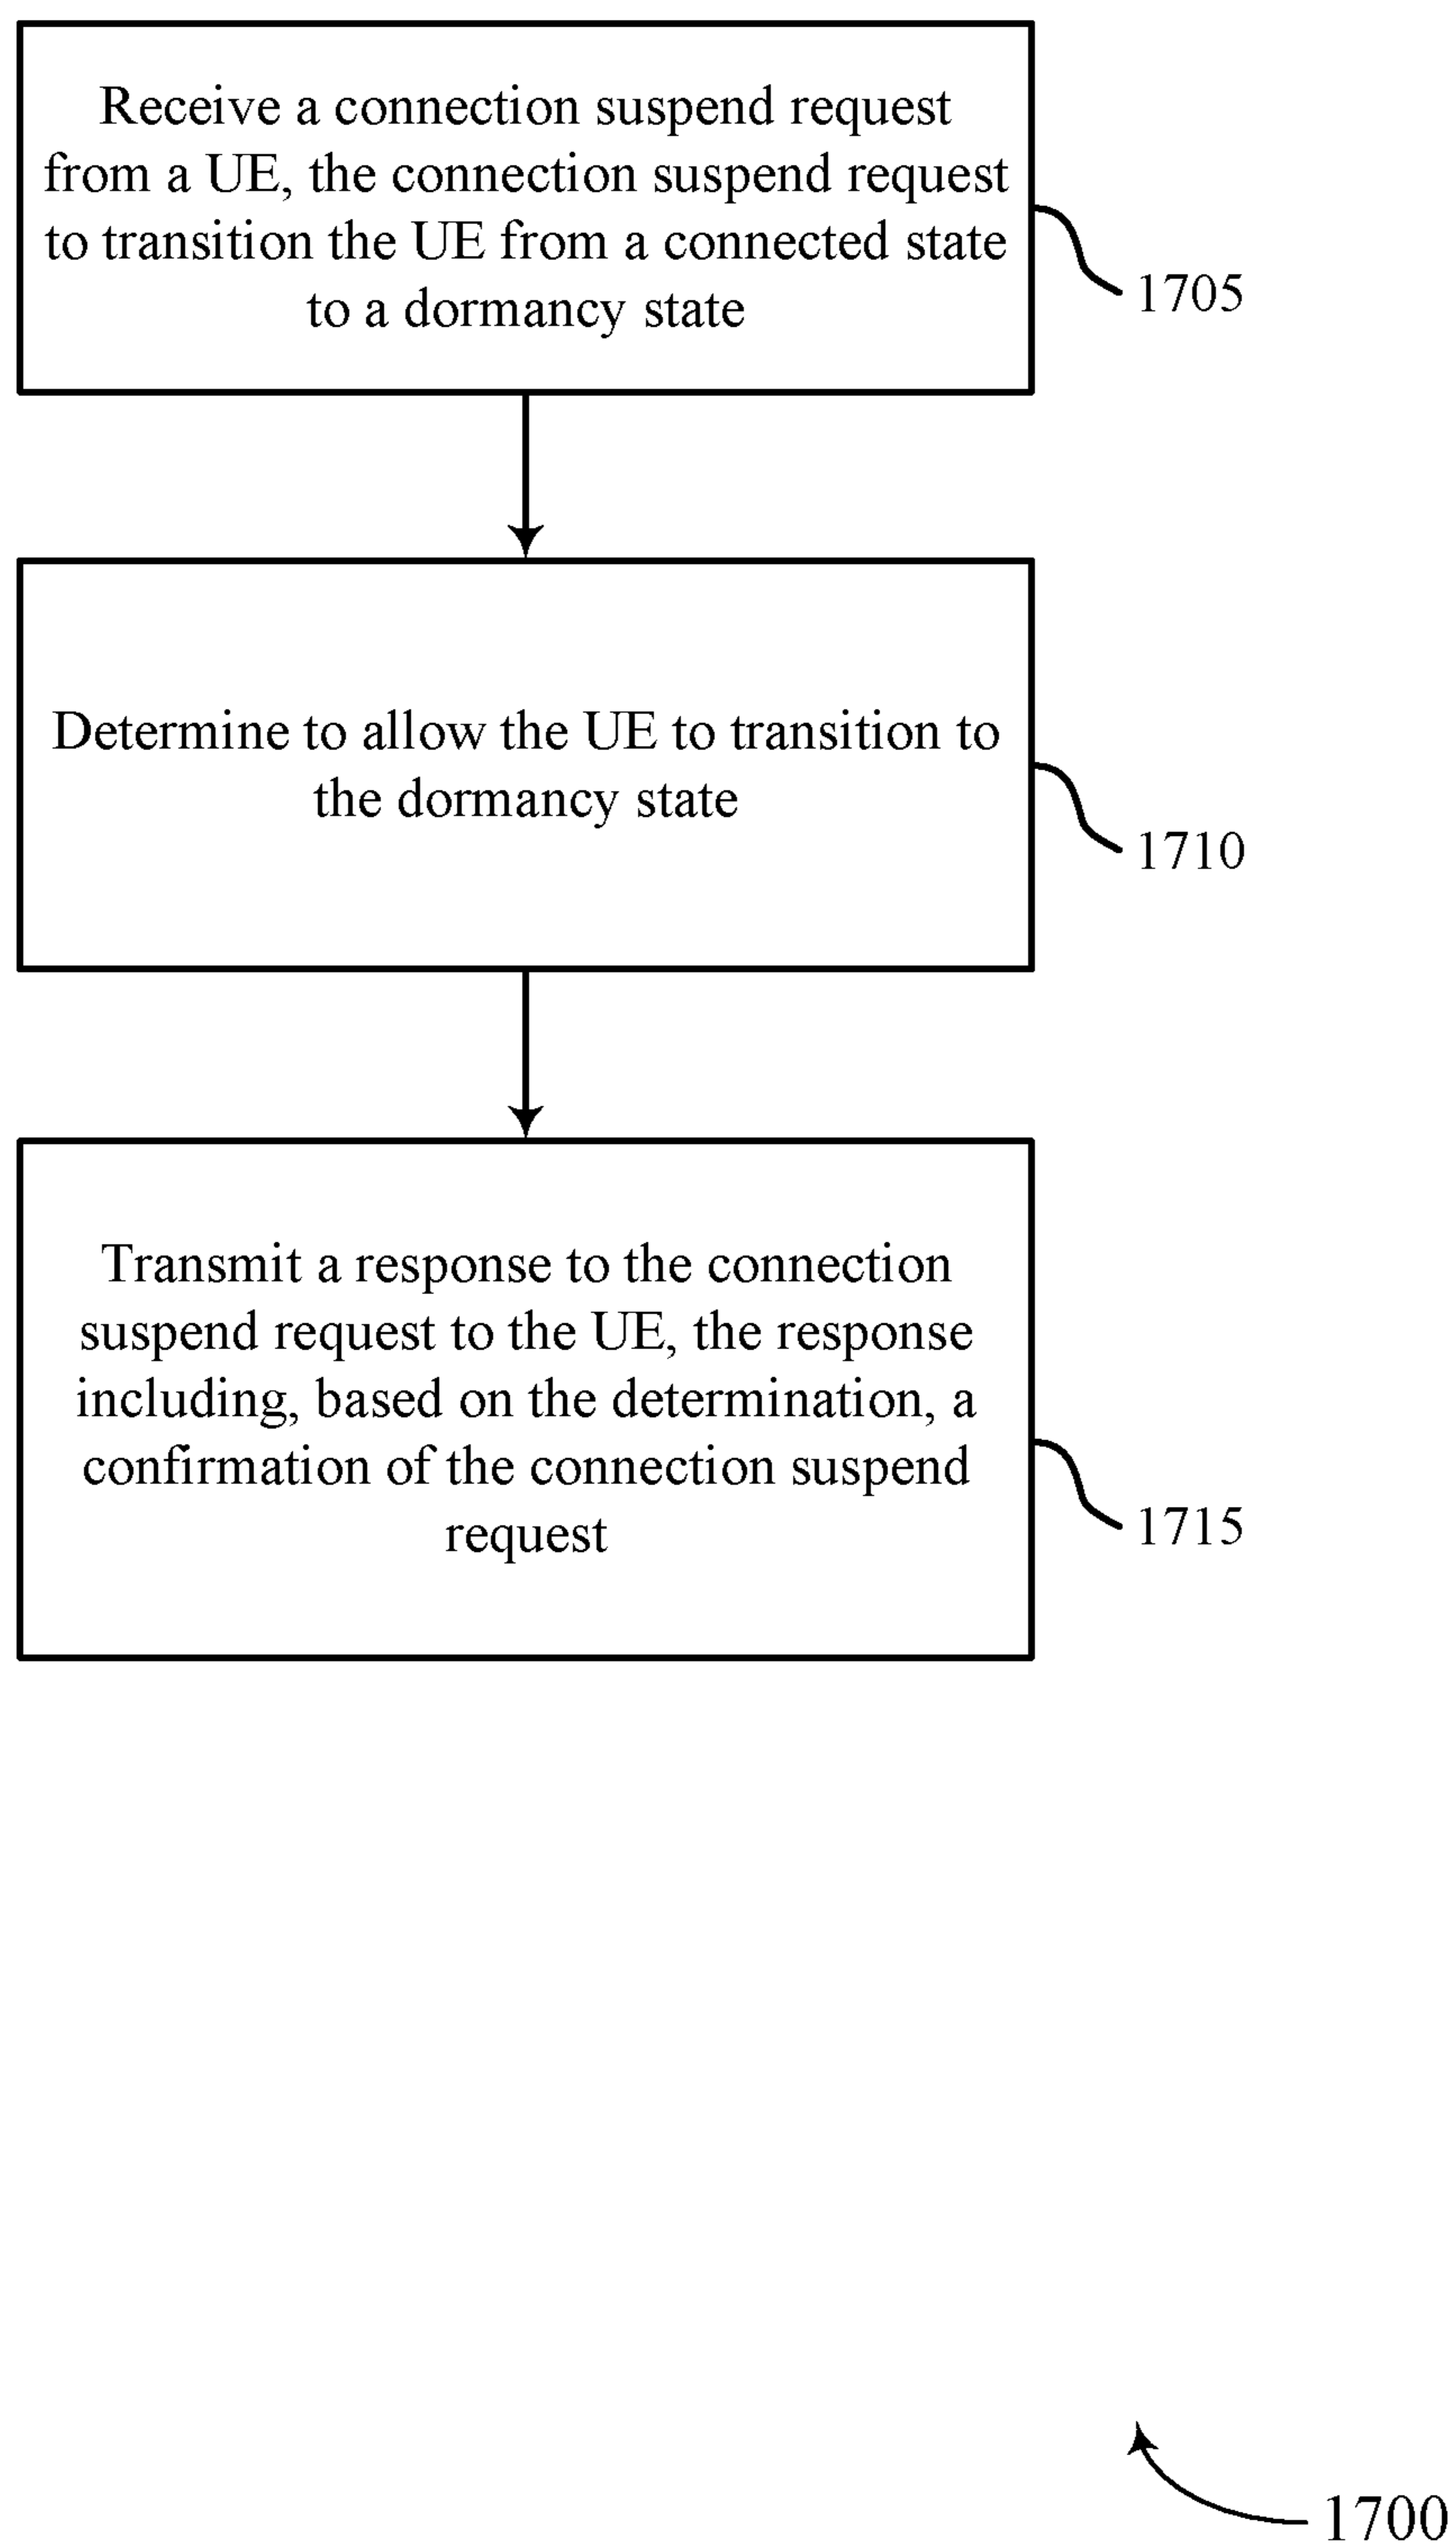 Receive a connection suspend request
from a UE, the connection suspend request
to transition the UE from a connected state
to a dormancy state
1705
Determine to allow the UE to transition to
the dormancy state
1710
Transmit a response to the connection
suspend request to the UE, the response
including, based on the determination, a
confirmation of the connection suspend
request
1715
1700